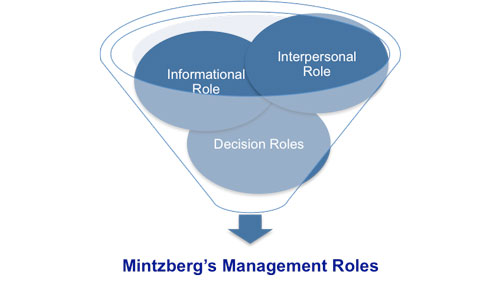 Informational
Role
Interpersonal
Role
Decision Roles
Mintzberg’s Management Roles